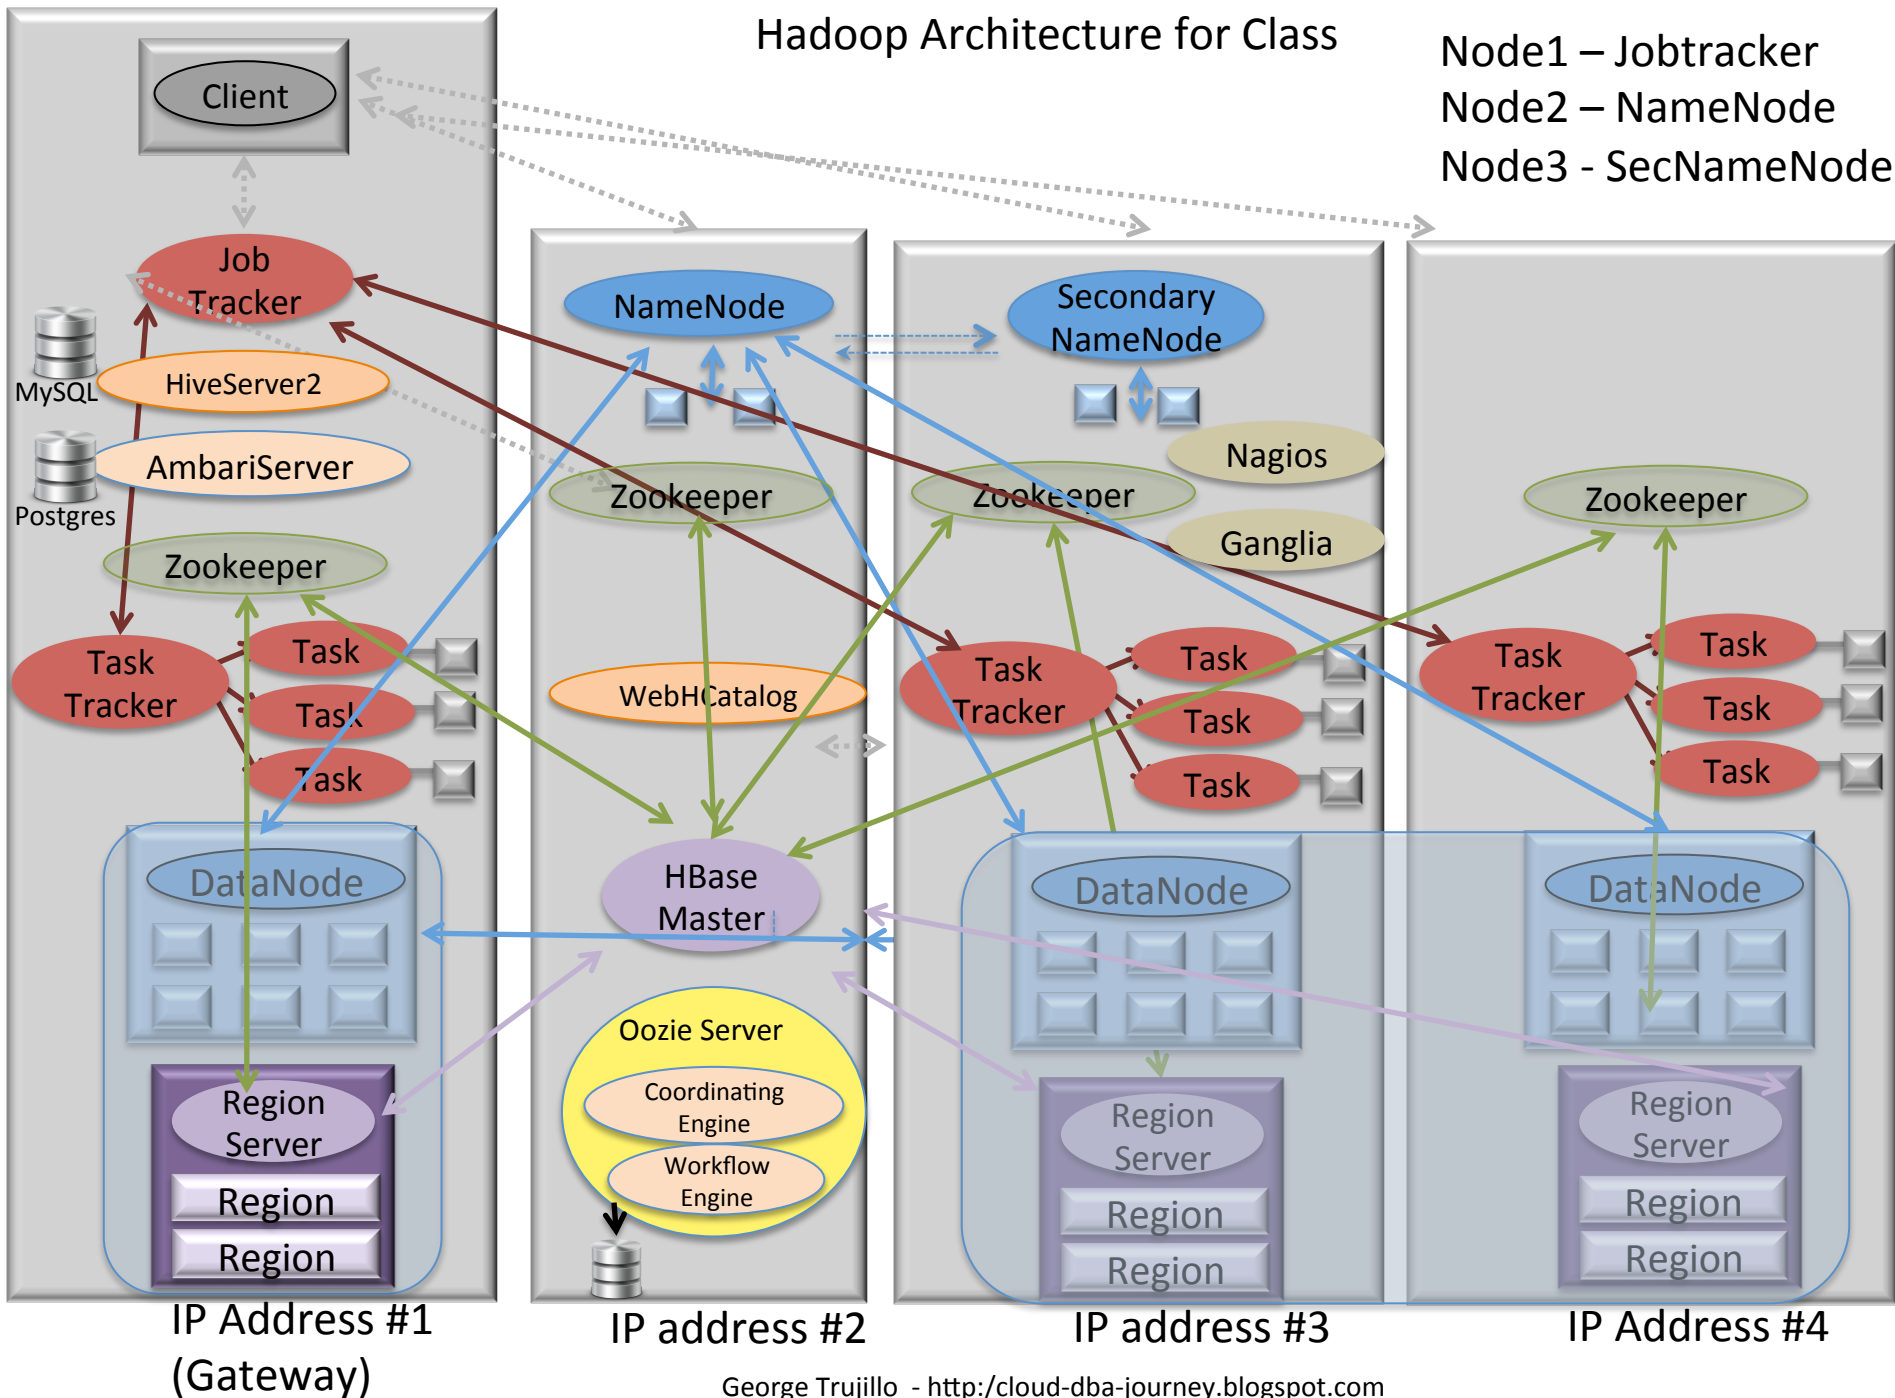 Hadoop Architecture for Class
Node1 – Jobtracker
Node2 – NameNode
Node3 - SecNameNode
Client
Job
Tracker
MySQL
HiveServer2
Postgres
AmbariServer
Zookeeper
Task
Tracker
Task
Task
Task
DataNode
Region
Server
Region
Region
IP Address #1
(Gateway)
NameNode
Zookeeper
WebHCatalog
HBase
Master
Oozie Server
Coordinating
Engine
Workflow
Engine
IP address #2
Secondary
NameNode
Nagios
Zookeeper
Ganglia
Task
Tracker
Task
Task
Task
DataNode
Region
Server
Region
Region
IP address #3
Zookeeper
Task
Tracker
Task
Task
Task
DataNode
Region
Server
Region
Region
IP Address #4
George Trujillo - http:/cloud-dba-journey.blogspot.com